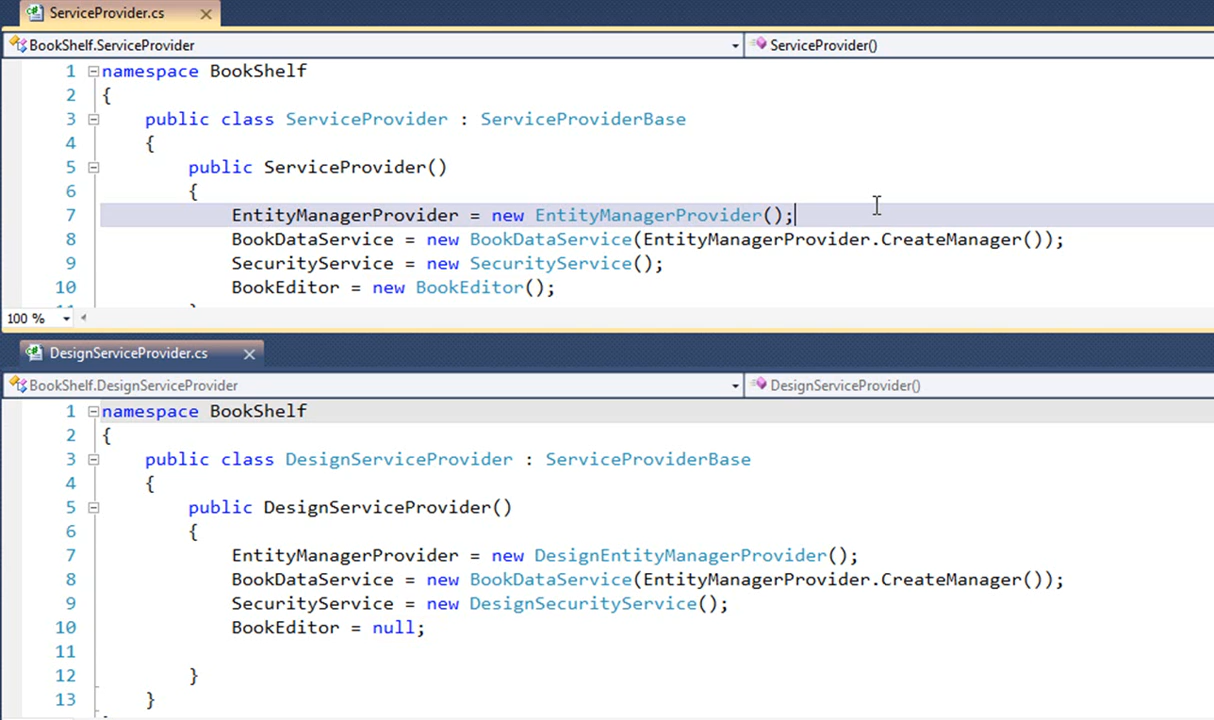 ServiceProvider.cs
BookShelf.ServiceProvider ServiceProvider()
1 namespace BookShelf
2 {
3 public class ServiceProvider : ServiceProviderBase
4 {
5 public ServiceProvider()
6 {
7 EntityManagerProvider = new EntityManagerProvider();
8 BookDataService = new BookDataService(EntityManagerProvider.CreateManager());
9 SecurityService = new SecurityService();
10 BookEditor = new BookEditor();
100 %
DesignServiceProvider.cs
BookShelf.DesignServiceProvider DesignServiceProvider()
1 namespace BookShelf
2 {
3 public class DesignServiceProvider : ServiceProviderBase
4 {
5 public DesignServiceProvider()
6 {
7 EntityManagerProvider = new DesignEntityManagerProvider();
8 BookDataService = new BookDataService(EntityManagerProvider.CreateManager());
9 SecurityService = new DesignSecurityService();
10 BookEditor = null;
11
12 }
13 }